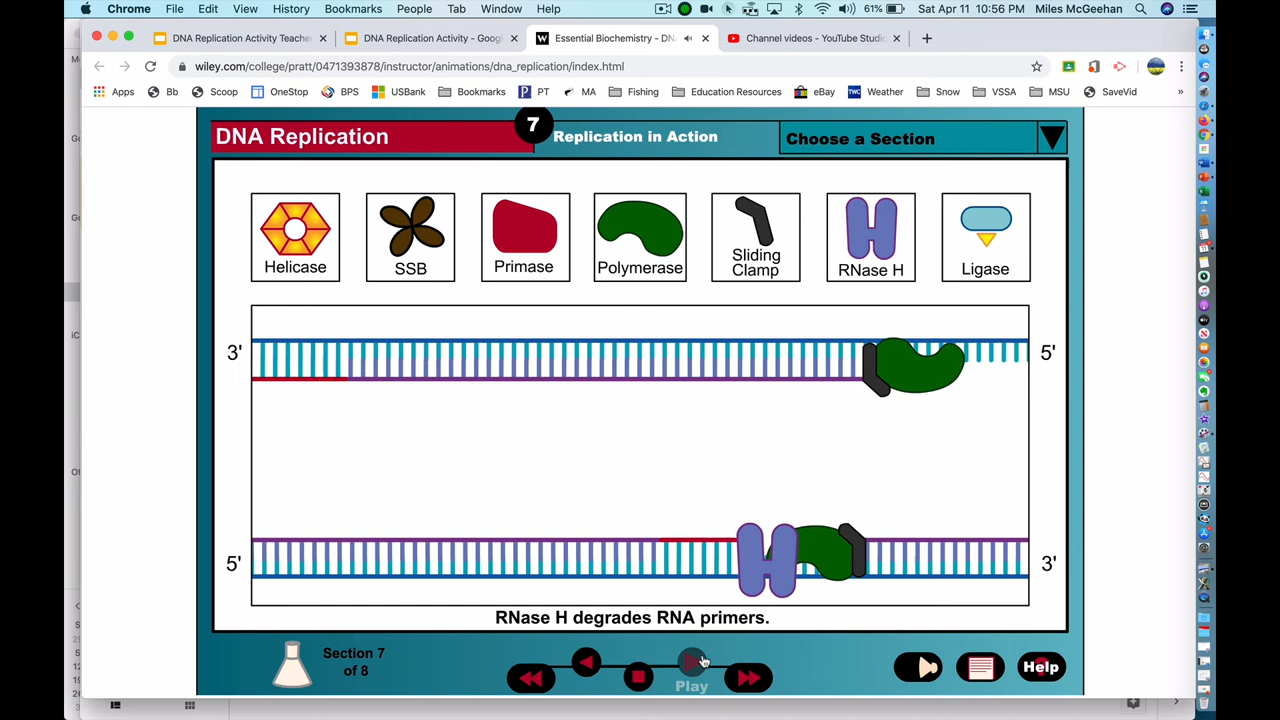 Chrome File Edit View History Bookmarks People Tab Window Help 61% Sat Apr 11 10:56 PM Miles McGeehan
DNA Replication Activity Teache DNA Replication Activity - Goog Essential Biochemistry - DNA Channel videos - YouTube Studi
wiley.com/college/pratt/0471393878/instructor/animations/dna_replication/index.html
Apps Bb Scoop OneStop BPS USBank Bookmarks PT MA Fishing Education Resources eBay Weather Snow VSSA MSU SaveVid »
DNA Replication 7 Replication in Action Choose a Section
Helicase SSB Primase Polymerase Sliding Clamp RNase H Ligase
3' 5'
5' 3'
RNase H degrades RNA primers.
Section 7
of 8
Play
Help